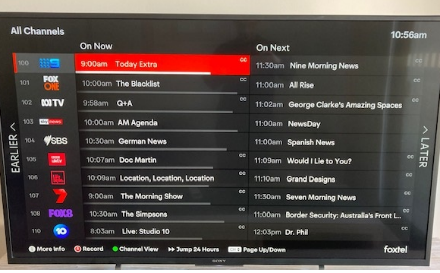 All Channels
10:56am
On Now
On Next
100 9:00am Today Extra CC 11:30am Nine Morning News CC
101 FOX ONE 10:00am The Blacklist CC 11:00am All Rise CC
102 ABC TV 9:58am Q+A CC 11:02am George Clarke's Amazing Spaces CC
103 10:00am AM Agenda 11:00am NewsDay
104 SBS 10:30am German News 11:00am Spanish News
105 10:07am Doc Martin CC 11:09am Would I Lie to You? CC
106 10:09am Location, Location, Location CC 11:10am Grand Designs CC
107 7 9:00am The Morning Show CC 11:30am Seven Morning News CC
108 FOX8 10:30am The Simpsons CC 11:00am Border Security: Australia's Front L... CC
110 10 8:03am Live: Studio 10 CC 12:03pm Dr. Phil CC
EARLIER
LATER
More Info
R Record
Channel View
Jump 24 Hours
Page Up/Down
foxtel
SONY